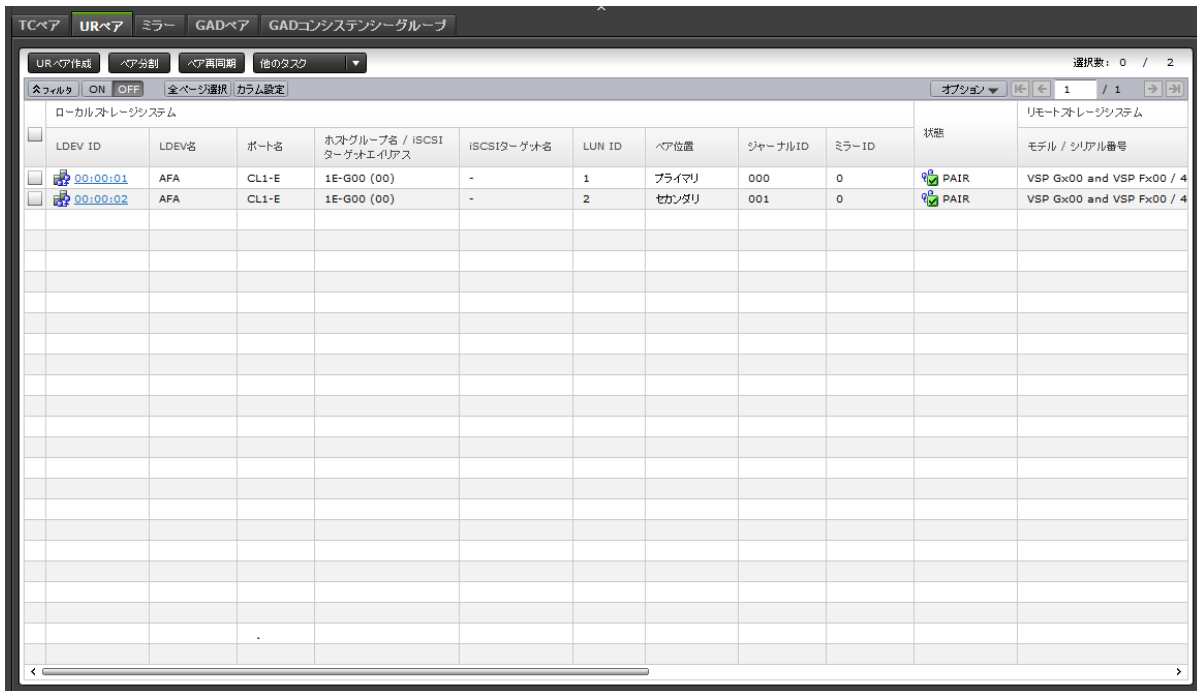 TCペア URペア ミラー GADペア GADコンシステンシーグループ
URペア作成 ペア分割 ペア再同期 他のタスク 選択数: 0 / 2
フィルタ ON OFF 全ページ選択 カラム設定 オプション 1 / 1
ローカルストレージシステム 状態 リモートストレージシステム
LDEV ID LDEV名 ポート名 ホストグループ名 / iSCSI ターゲットエイリアス iSCSIターゲット名 LUN ID ペア位置 ジャーナルID ミラーID モデル / シリアル番号
00:00:01 AFA CL1-E 1E-G00 (00) - 1 プライマリ 000 0 PAIR VSP Gx00 and VSP Fx00 / 4
00:00:02 AFA CL1-E 1E-G00 (00) - 2 セカンダリ 001 0 PAIR VSP Gx00 and VSP Fx00 / 4